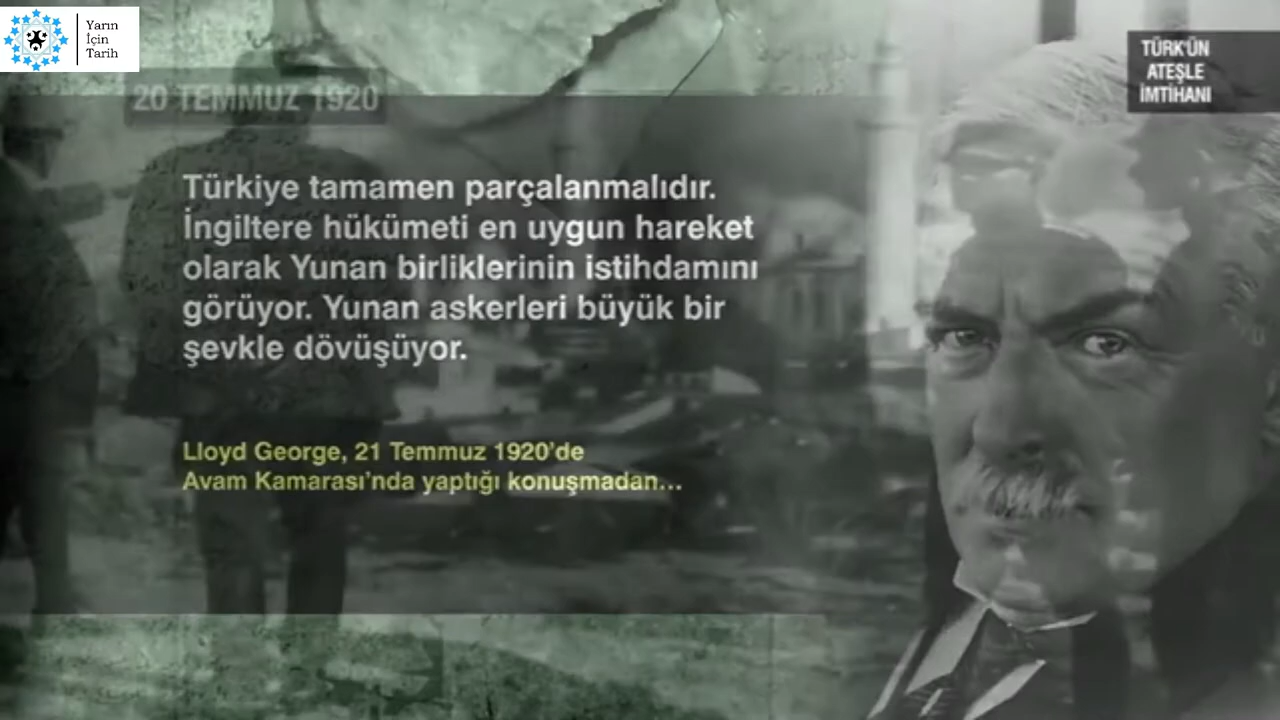 Yarın
İçin
Tarih
TÜRK'ÜN
ATEŞLE
İMTİHANI
20 TEMMUZ 1920
Türkiye tamamen parçalanmalıdır.
İngiltere hükümeti en uygun hareket
olarak Yunan birliklerinin istihdamını
görüyor. Yunan askerleri büyük bir
şevkle dövüşüyor.
Lloyd George, 21 Temmuz 1920'de
Avam Kamarası'nda yaptığı konuşmadan...